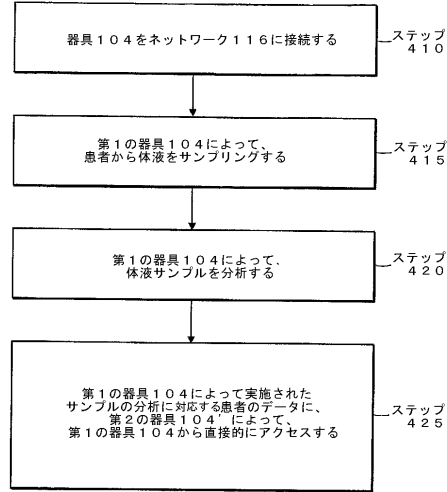 器具104をネットワーク116に接続する
ステップ
410
第1の器具104によって、
患者から体液をサンプリングする
ステップ
415
第1の器具104によって、
体液サンプルを分析する
ステップ
420
第1の器具104によって実施された
サンプルの分析に対応する患者のデータに、
第2の器具104'によって、
第1の器具104から直接的にアクセスする
ステップ
425